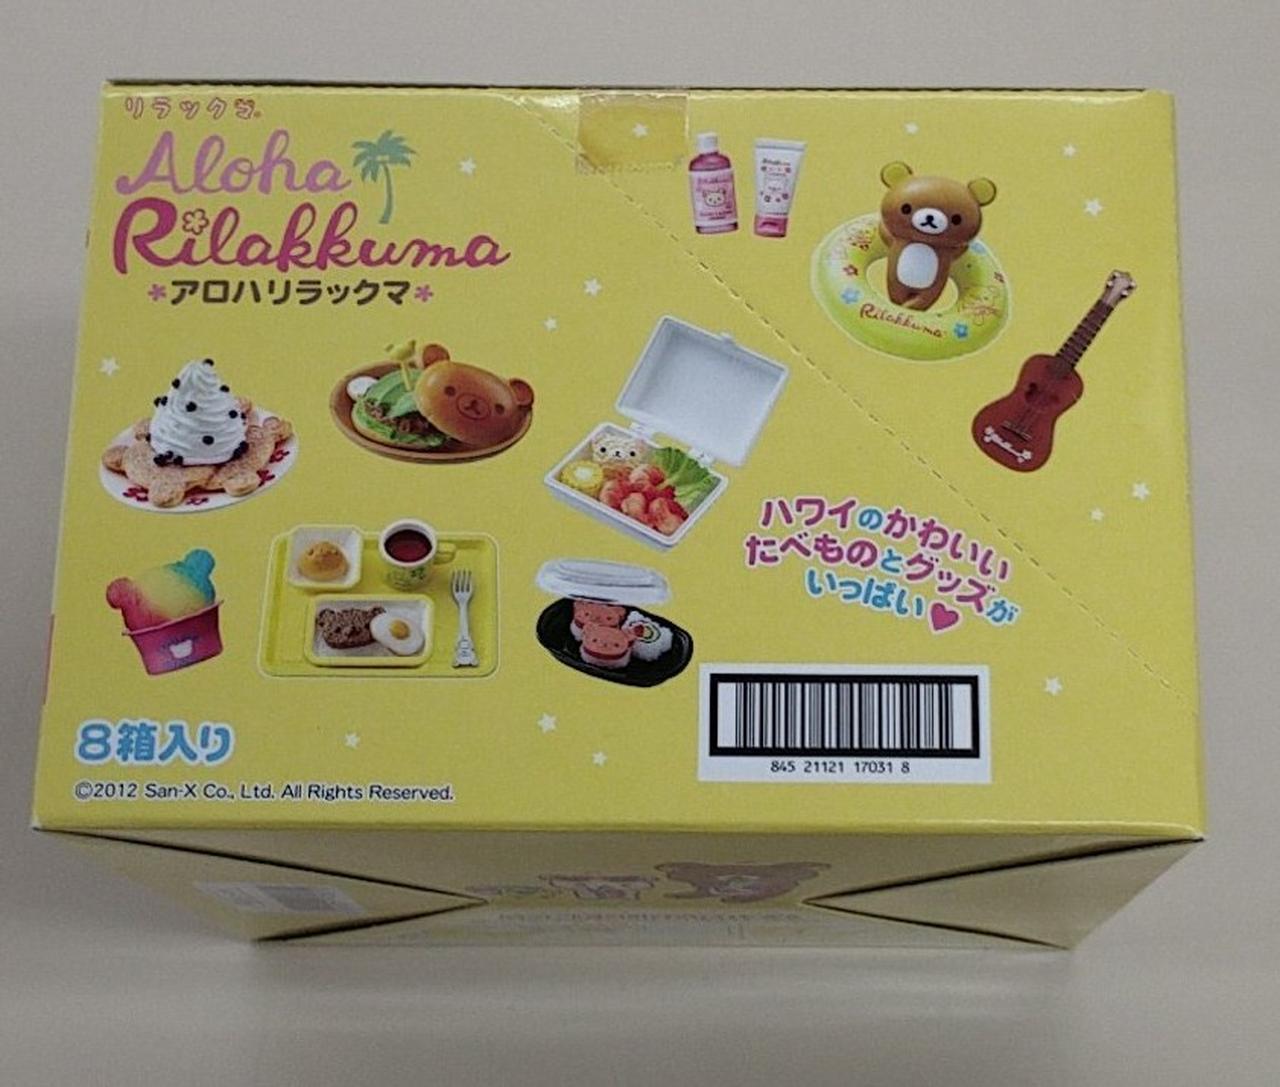 リラックマ
Aloha
Rilakkuma
アロハリラックマ
Rilakkuma
ハワイのかわいい
たべものとグッズが
いっぱい
8箱入り
845 21121 17031 8
©2012 San-X Co., Ltd. All Rights Reserved.